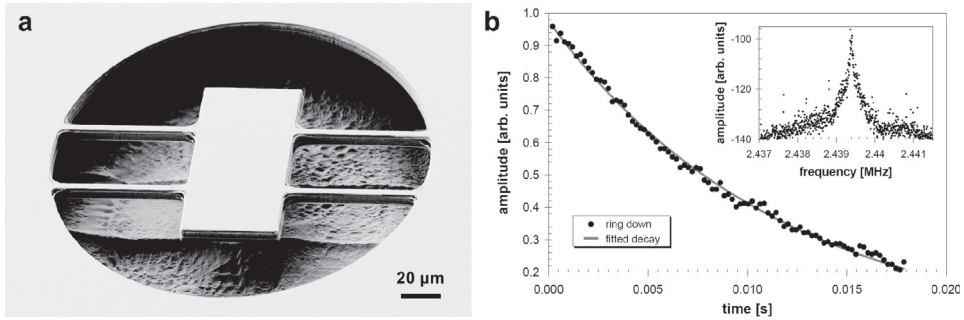 a
20 µm
b
amplitude [arb. units]
1.0
0.9
0.8
0.7
0.6
0.5
0.4
0.3
0.2
0.000
0.005
0.010
0.015
0.020
time [s]
ring down
fitted decay
amplitude [arb. units]
-100
-120
-140
2.437
2.438
2.439
2.44
2.441
frequency [MHz]